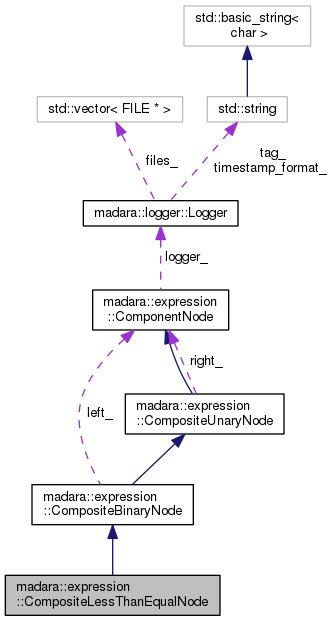 std::basic_string<
char >
std::vector< FILE * >
std::string
files_
tag_
timestamp_format_
madara::logger::Logger
logger_
madara::expression
::ComponentNode
right_
left_
madara::expression
::CompositeUnaryNode
madara::expression
::CompositeBinaryNode
madara::expression
::CompositeLessThanEqualNode